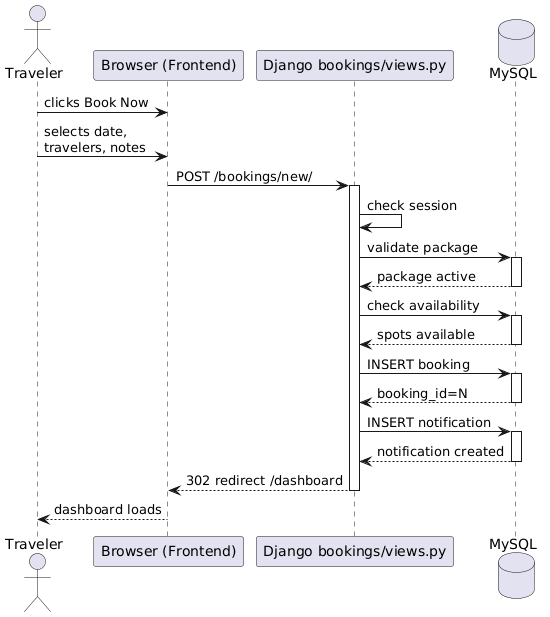 Traveler
Browser (Frontend)
Django bookings/views.py
MySQL
clicks Book Now
selects date,
travelers, notes
POST /bookings/new/
check session
validate package
package active
check availability
spots available
INSERT booking
booking_id=N
INSERT notification
notification created
302 redirect /dashboard
dashboard loads
Traveler
Browser (Frontend)
Django bookings/views.py
MySQL